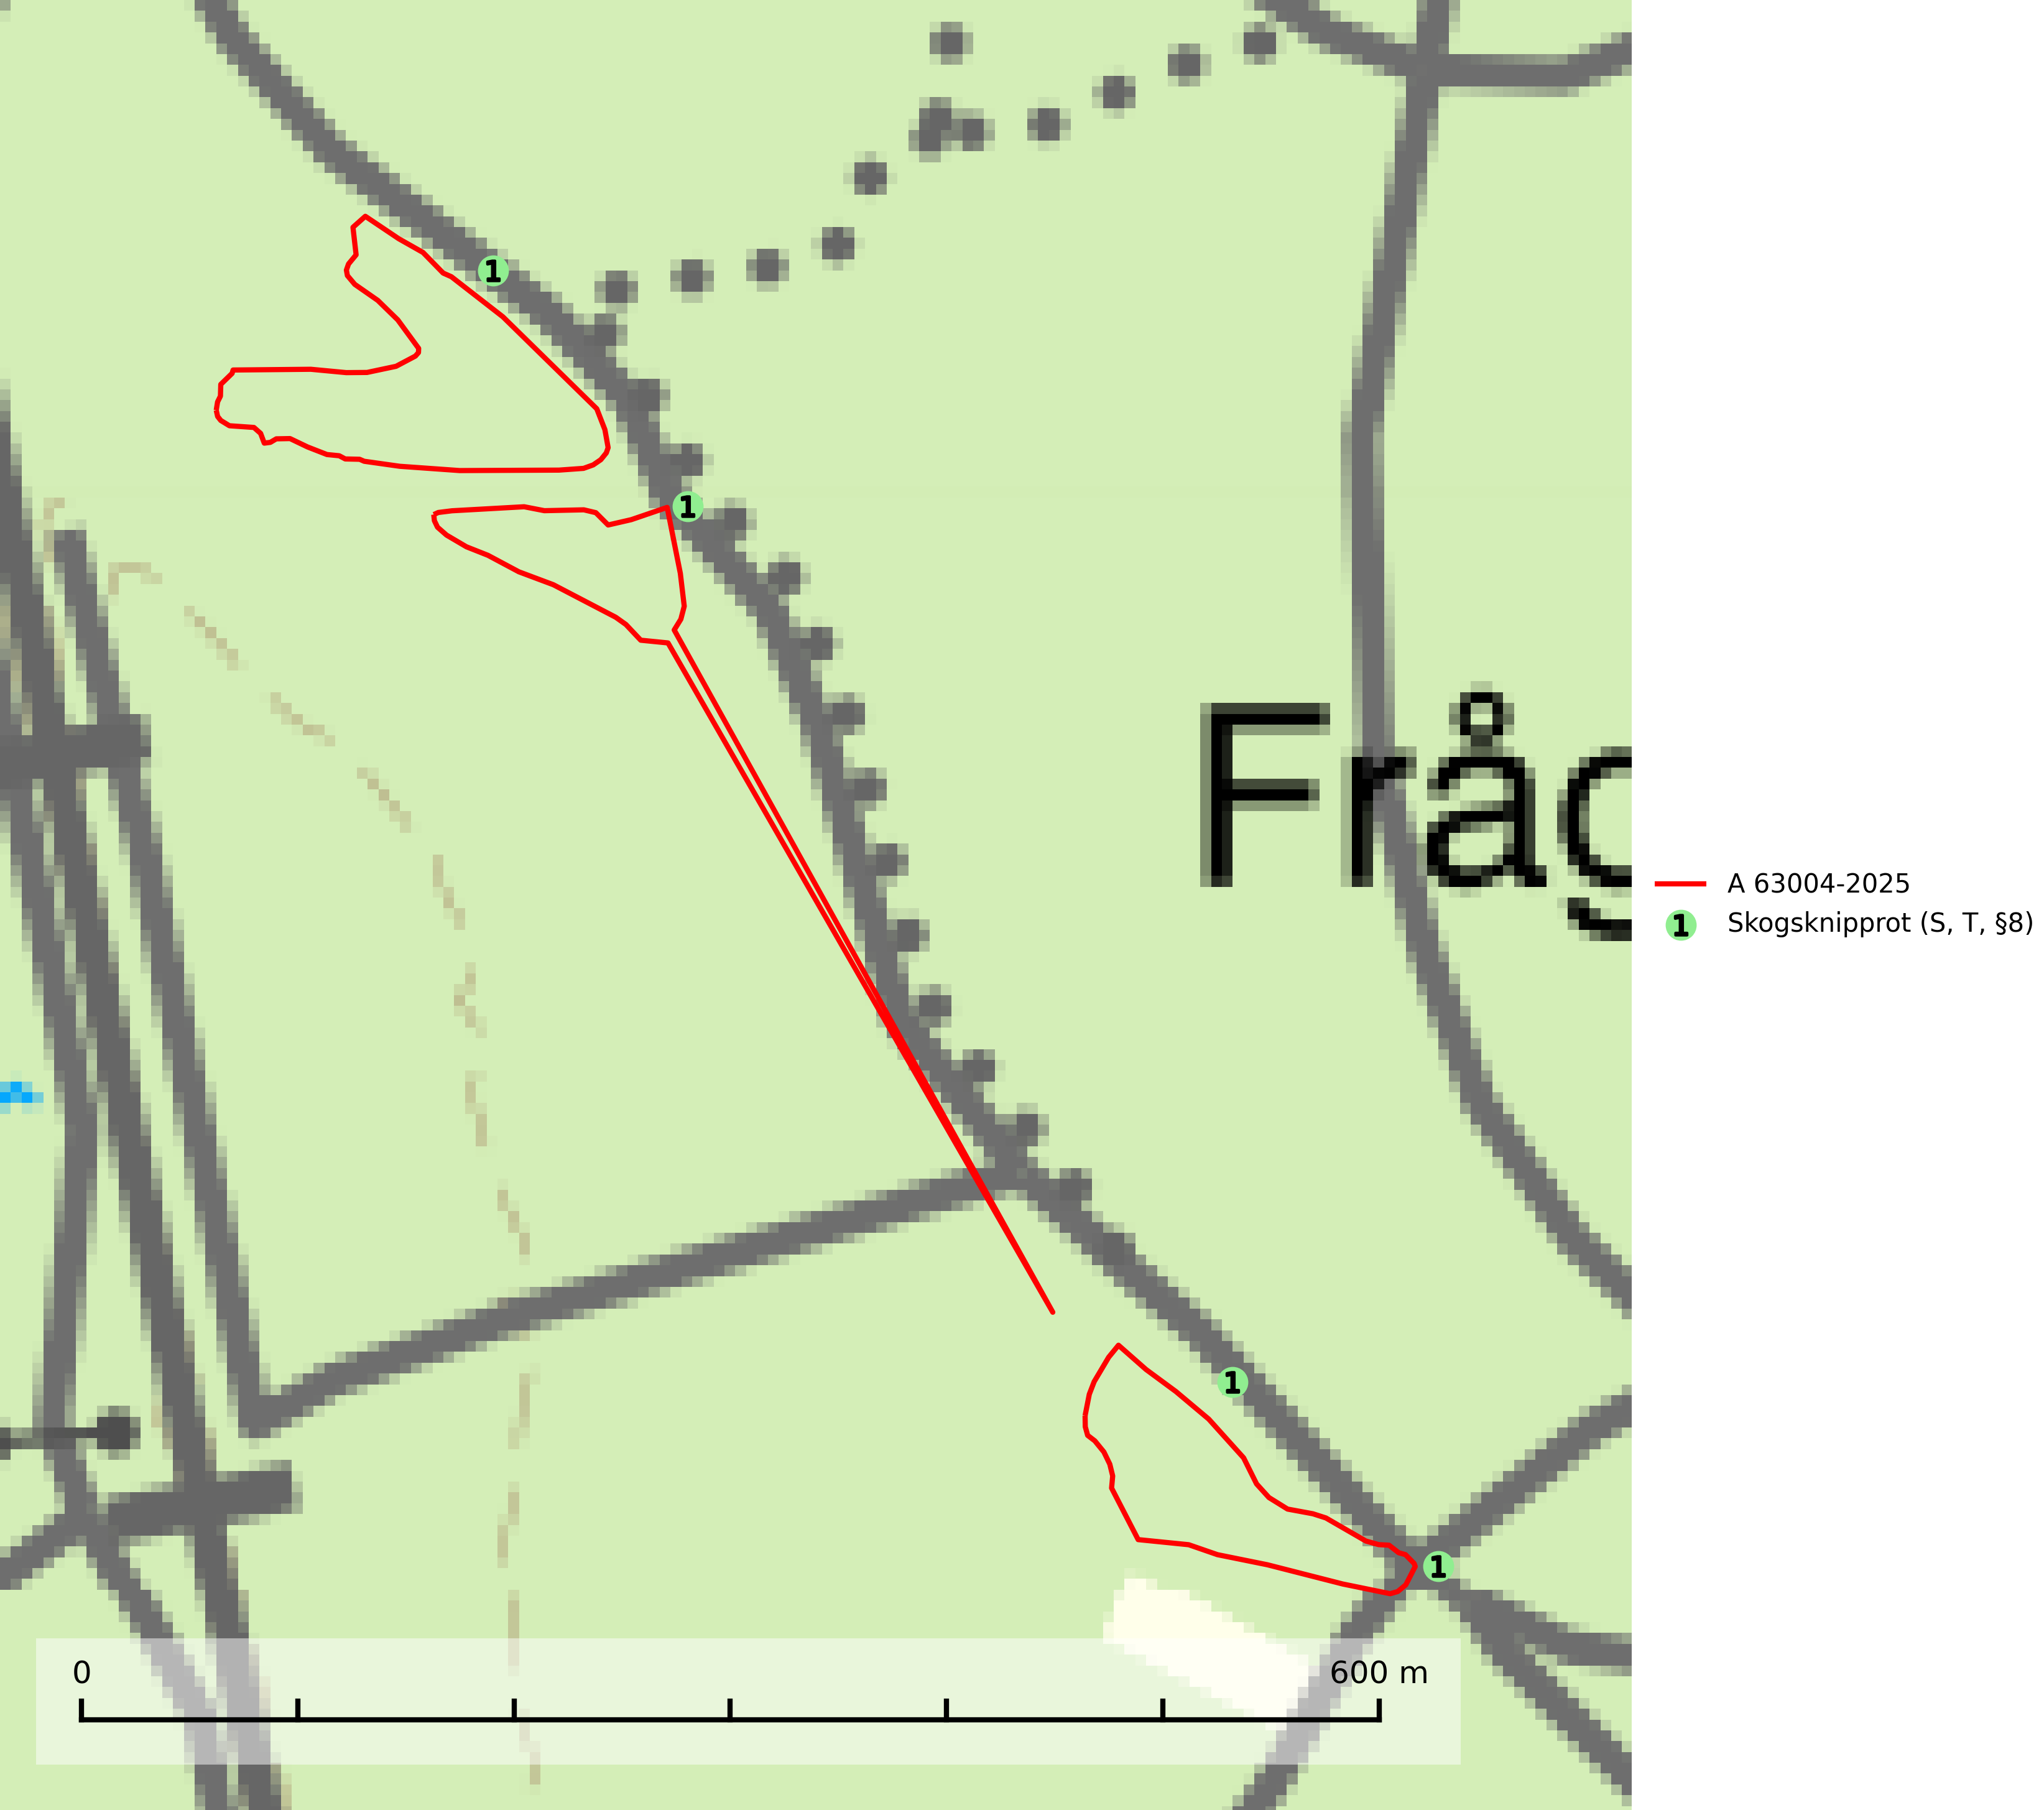 1
1
Fråg
A 63004-2025
1 Skogsknipprot (S, T, §8)
1
1
0 600 m